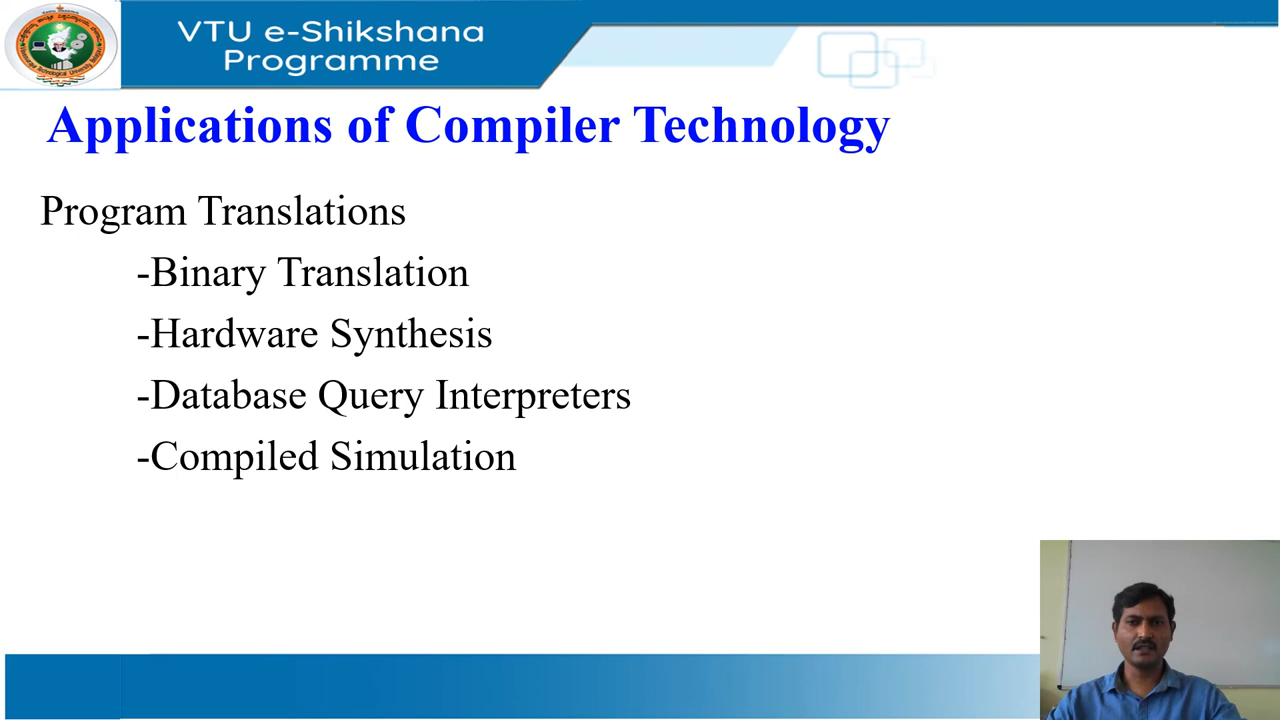 VTU e-Shikshana
Programme
Applications of Compiler Technology
Program Translations
-Binary Translation
-Hardware Synthesis
-Database Query Interpreters
-Compiled Simulation